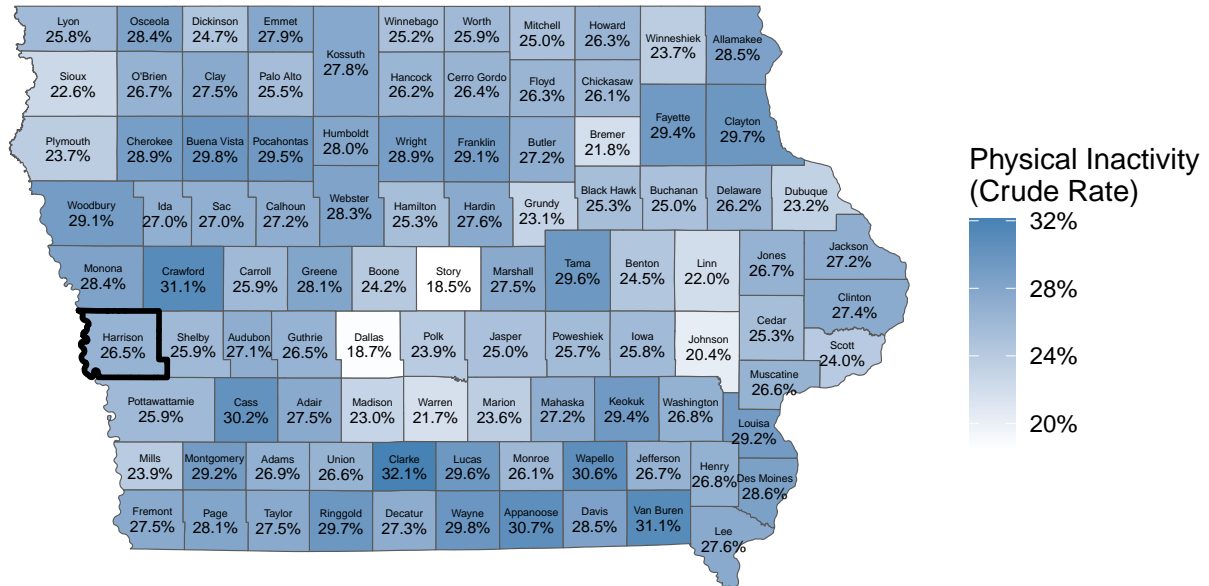 Lyon
25.8%
Osceola
28.4%
Dickinson
24.7%
Emmet
27.9%
Kossuth
27.8%
Winnebago
25.2%
Worth
25.9%
Mitchell
25.0%
Howard
26.3%
Winneshiek
23.7%
Allamakee
28.5%
Sioux
22.6%
O'Brien
26.7%
Clay
27.5%
Palo Alto
25.5%
Hancock
26.2%
Cerro Gordo
26.4%
Floyd
26.3%
Chickasaw
26.1%
Fayette
29.4%
Clayton
29.7%
Plymouth
23.7%
Cherokee
28.9%
Buena Vista
29.8%
Pocahontas
29.5%
Humboldt
28.0%
Wright
28.9%
Franklin
29.1%
Butler
27.2%
Bremer
21.8%
Woodbury
29.1%
Ida
27.0%
Sac
27.0%
Calhoun
27.2%
Webster
28.3%
Hamilton
25.3%
Hardin
27.6%
Grundy
23.1%
Black Hawk
25.3%
Buchanan
25.0%
Delaware
26.2%
Dubuque
23.2%
Monona
28.4%
Crawford
31.1%
Carroll
25.9%
Greene
28.1%
Boone
24.2%
Story
18.5%
Marshall
27.5%
Tama
29.6%
Benton
24.5%
Linn
22.0%
Jones
26.7%
Jackson
27.2%
Clinton
27.4%
Harrison
26.5%
Shelby
25.9%
Audubon
27.1%
Guthrie
26.5%
Dallas
18.7%
Polk
23.9%
Jasper
25.0%
Poweshiek
25.7%
Iowa
25.8%
Johnson
20.4%
Cedar
25.3%
Scott
24.0%
Muscatine
26.6%
Pottawattamie
25.9%
Cass
30.2%
Adair
27.5%
Madison
23.0%
Warren
21.7%
Marion
23.6%
Mahaska
27.2%
Keokuk
29.4%
Washington
26.8%
Louisa
29.2%
Mills
23.9%
Montgomery
29.2%
Adams
26.9%
Union
26.6%
Clarke
32.1%
Lucas
29.6%
Monroe
26.1%
Wapello
30.6%
Jefferson
26.7%
Henry
26.8%
Des Moines
28.6%
Fremont
27.5%
Page
28.1%
Taylor
27.5%
Ringgold
29.7%
Decatur
27.3%
Wayne
29.8%
Appanoose
30.7%
Davis
28.5%
Van Buren
31.1%
Lee
27.6%
Physical Inactivity
(Crude Rate)
32%
28%
24%
20%